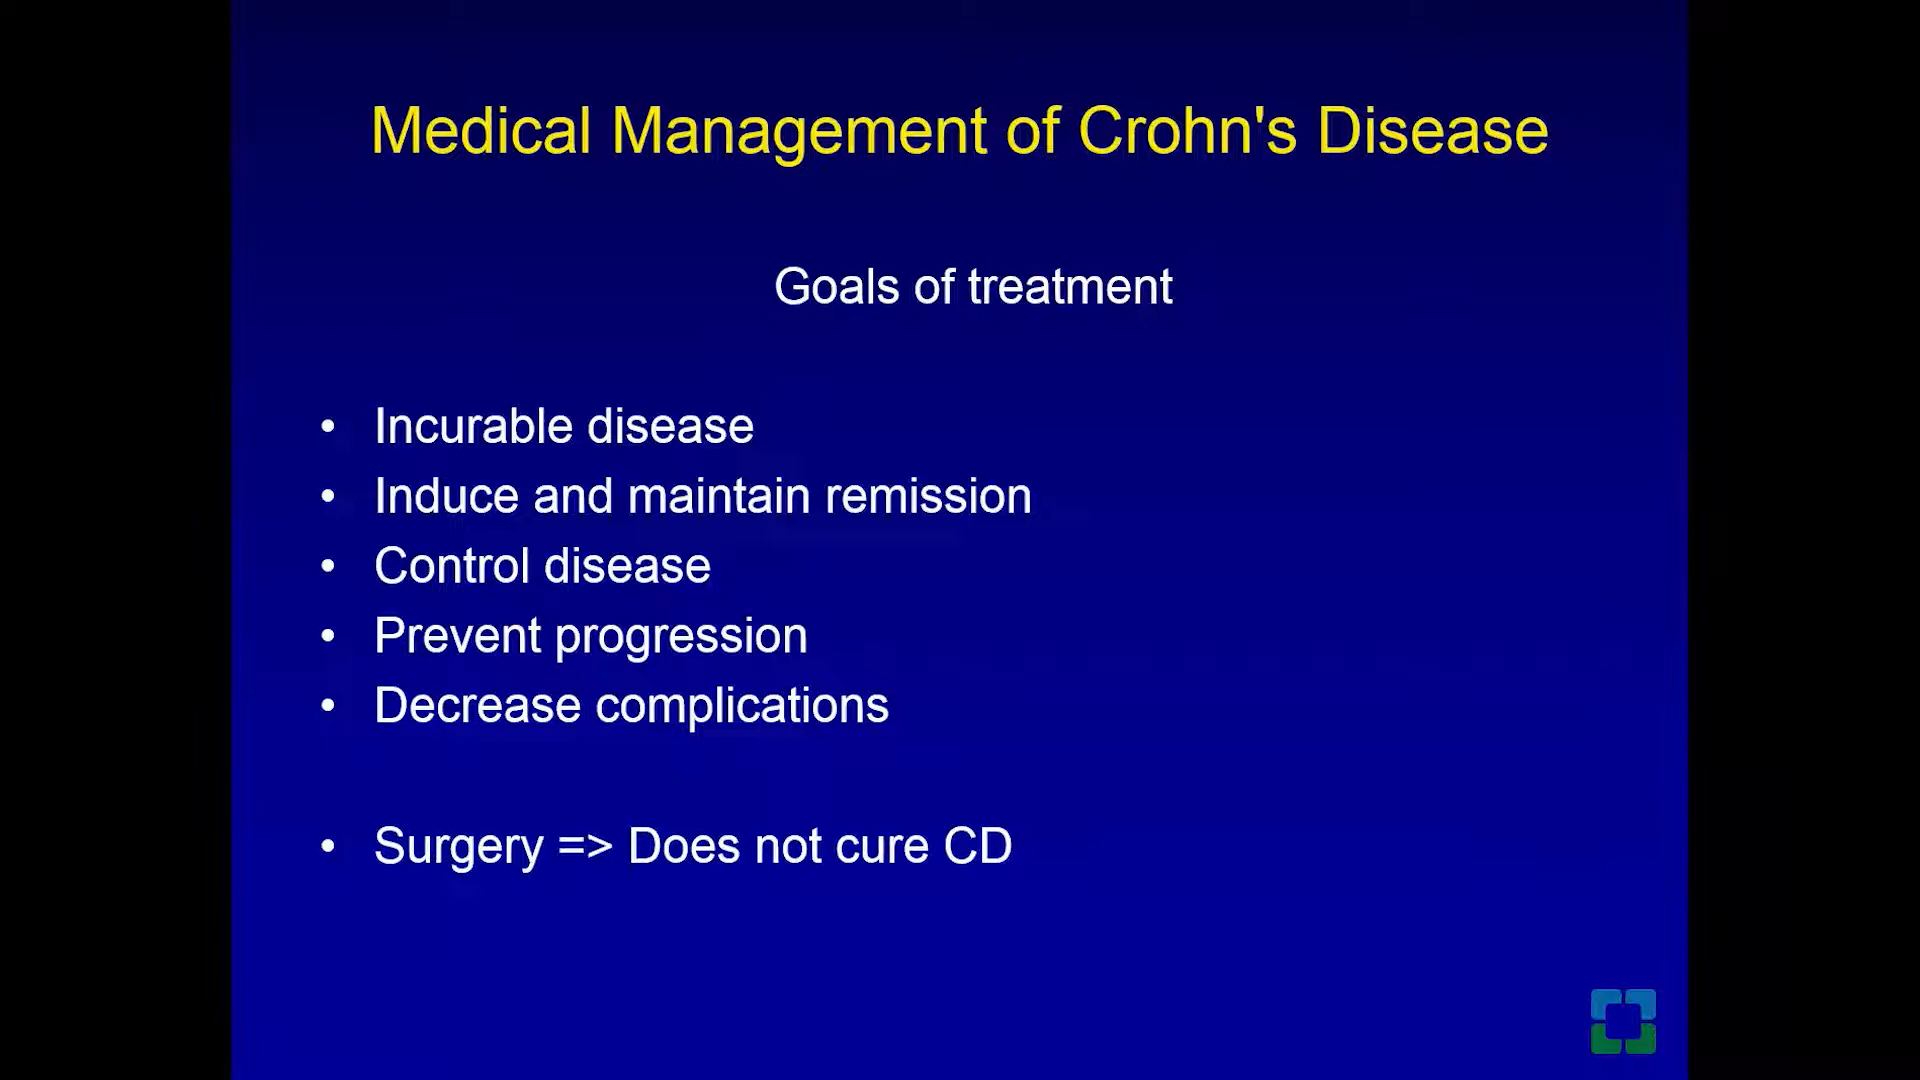 Medical Management of Crohn's Disease
Goals of treatment
• Incurable disease
• Induce and maintain remission
• Control disease
• Prevent progression
• Decrease complications
• Surgery => Does not cure CD